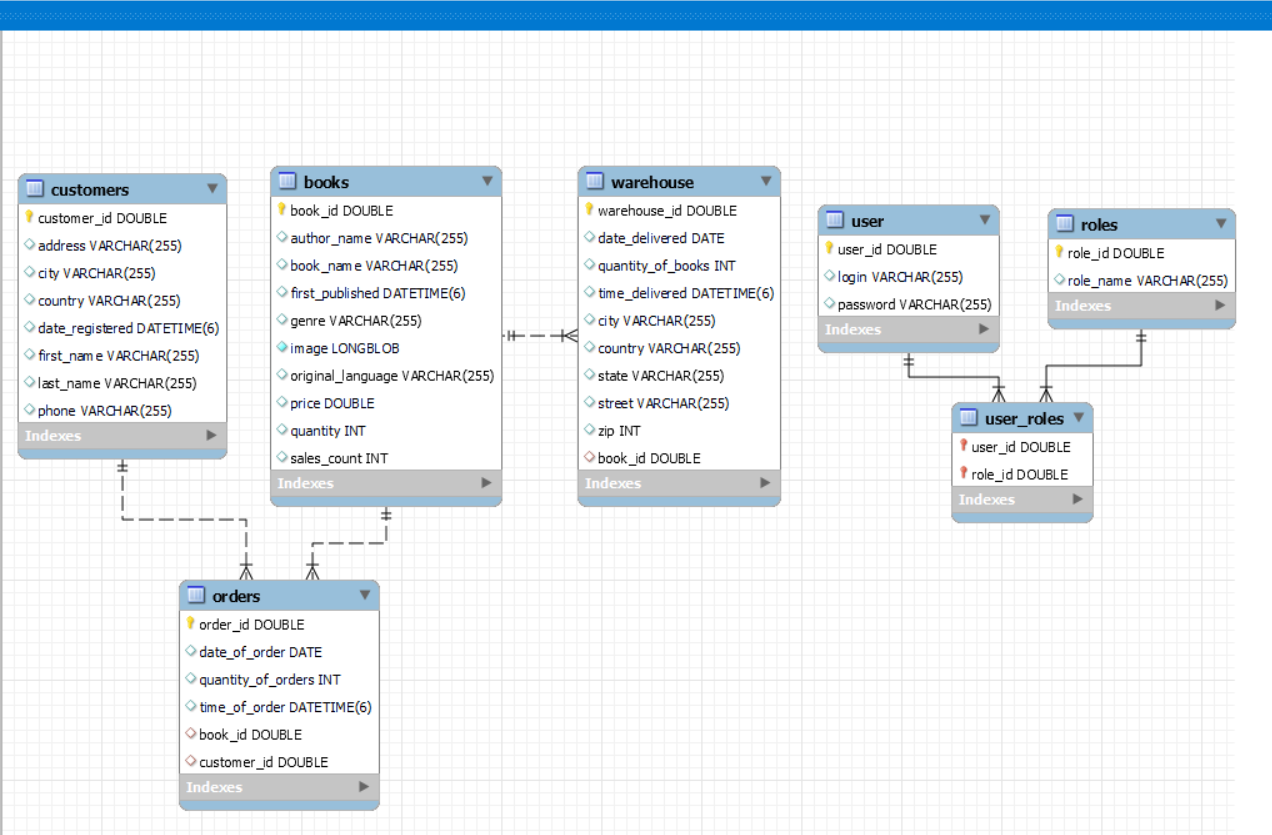 customers
customer_id DOUBLE
address VARCHAR(255)
city VARCHAR(255)
country VARCHAR(255)
date_registered DATETIME(6)
first_name VARCHAR(255)
last_name VARCHAR(255)
phone VARCHAR(255)
Indexes
books
book_id DOUBLE
author_name VARCHAR(255)
book_name VARCHAR(255)
first_published DATETIME(6)
genre VARCHAR(255)
image LONGBLOB
original_language VARCHAR(255)
price DOUBLE
quantity INT
sales_count INT
Indexes
warehouse
warehouse_id DOUBLE
date_delivered DATE
quantity_of_books INT
time_delivered DATETIME(6)
city VARCHAR(255)
country VARCHAR(255)
state VARCHAR(255)
street VARCHAR(255)
zip INT
book_id DOUBLE
Indexes
user
user_id DOUBLE
login VARCHAR(255)
password VARCHAR(255)
Indexes
roles
role_id DOUBLE
role_name VARCHAR(255)
Indexes
user_roles
user_id DOUBLE
role_id DOUBLE
Indexes
orders
order_id DOUBLE
date_of_order DATE
quantity_of_orders INT
time_of_order DATETIME(6)
book_id DOUBLE
customer_id DOUBLE
Indexes